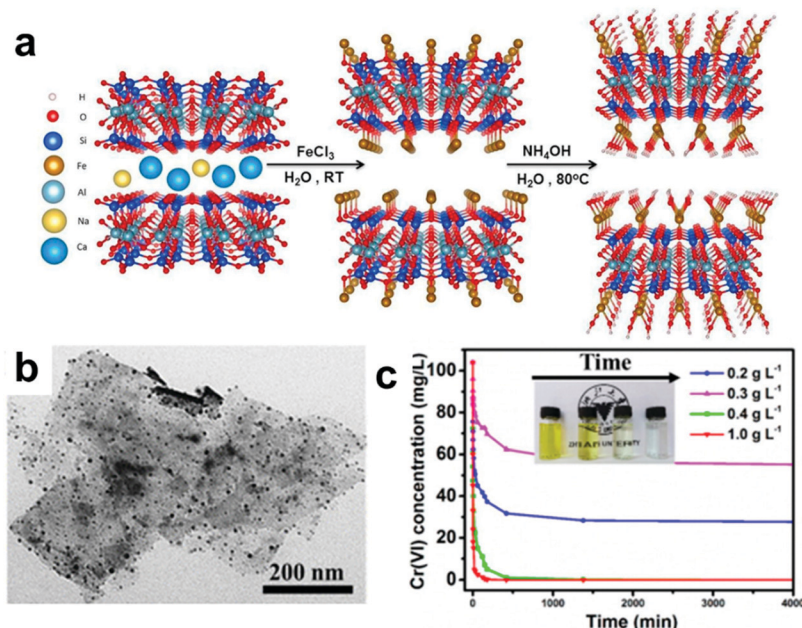 a
H
O
Si
Fe
Al
Na
Ca
FeCl₃
H₂O , RT
NH₄OH
H₂O , 80°C
b
200 nm
c
Time
0.2 g L⁻¹
0.3 g L⁻¹
0.4 g L⁻¹
1.0 g L⁻¹
Cr(VI) concentration (mg/L)
100
80
60
40
20
0
0
1000
2000
3000
4000
Time (min)